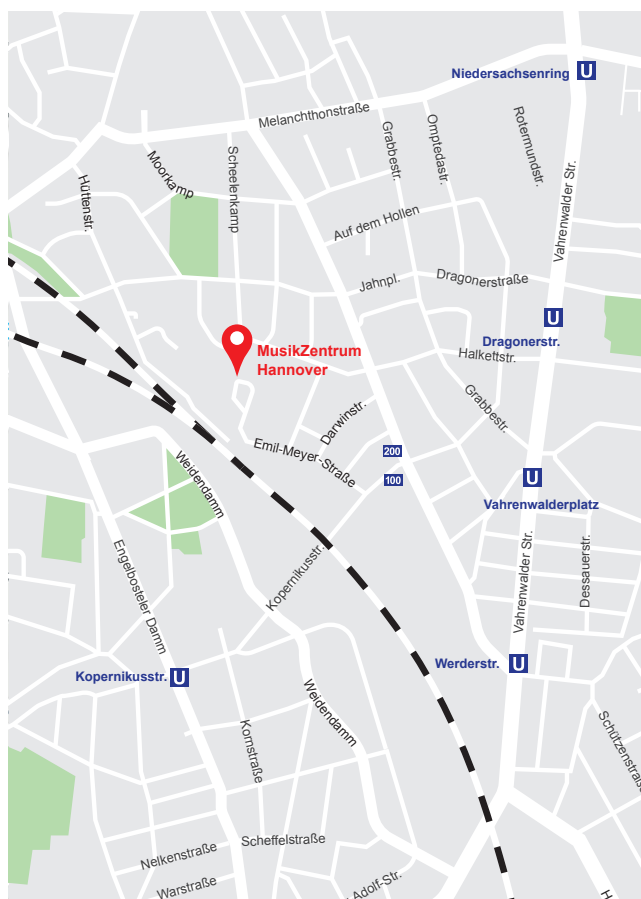 Niedersachsenring U
Melanchthonstraße
Grabbestr.
Omptedastr.
Rotermundstr.
Vahrenwalder Str.
Moorkamp
Scheelenkamp
Hüttenstr.
Auf dem Hollen
Jahnpl.
Dragonerstraße
U
Dragonerstr.
MusikZentrum
Hannover
Halkettstr.
Grabbestr.
Darwinstr.
Emil-Meyer-Straße
200
100
Weidendamm
U
Vahrenwalderplatz
Vahrenwalder Str.
Dessauerstr.
Engelbosteler Damm
Kopernikusstr.
Werderstr. U
Kopernikusstr. U
Weidendamm
Kornstraße
Schützenstraße
Scheffelstraße
Nelkenstraße
Warstraße
Adolf-Str.
H